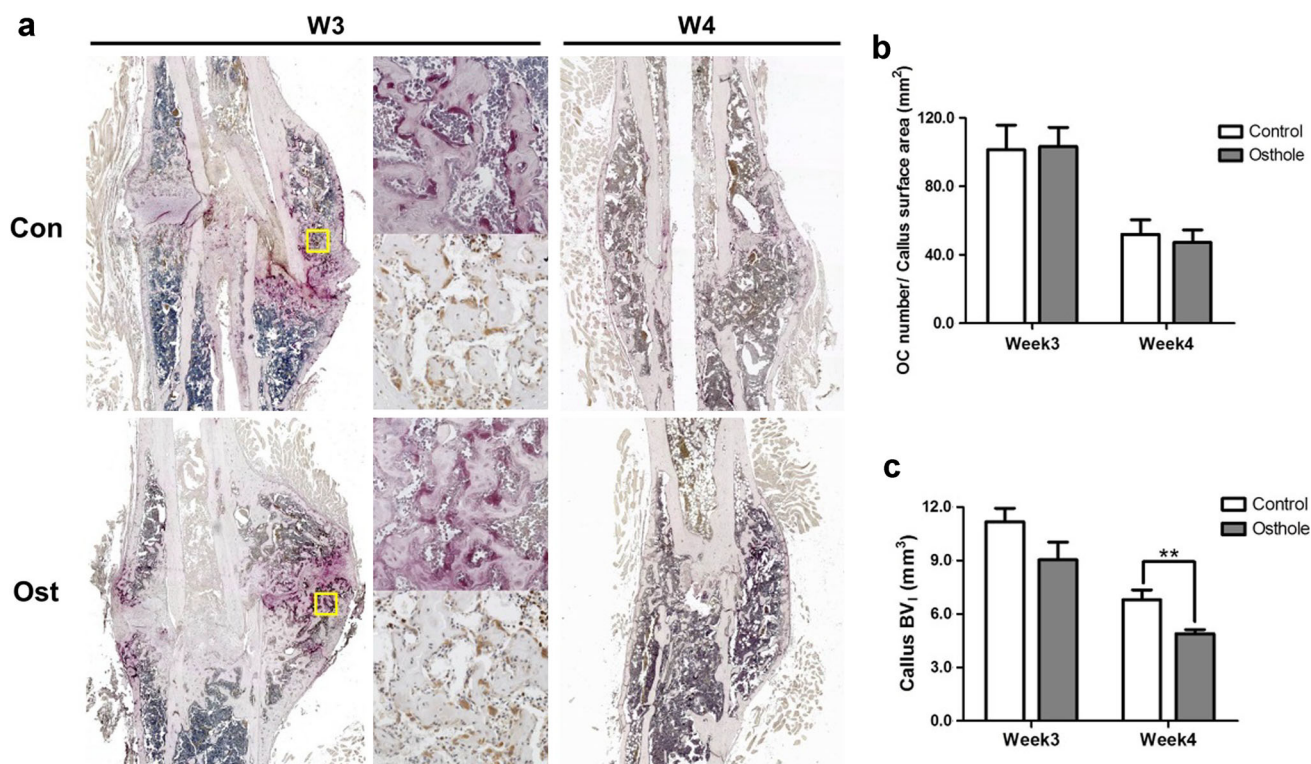 a
W3
W4
Con
Ost
b
OC number/ Callus surface area (mm²)
120.0
80.0
40.0
0.0
Week3
Week4
Control
Osthole
c
Callus BVₗ (mm³)
12.0
9.0
6.0
3.0
0.0
**
Week3
Week4
Control
Osthole